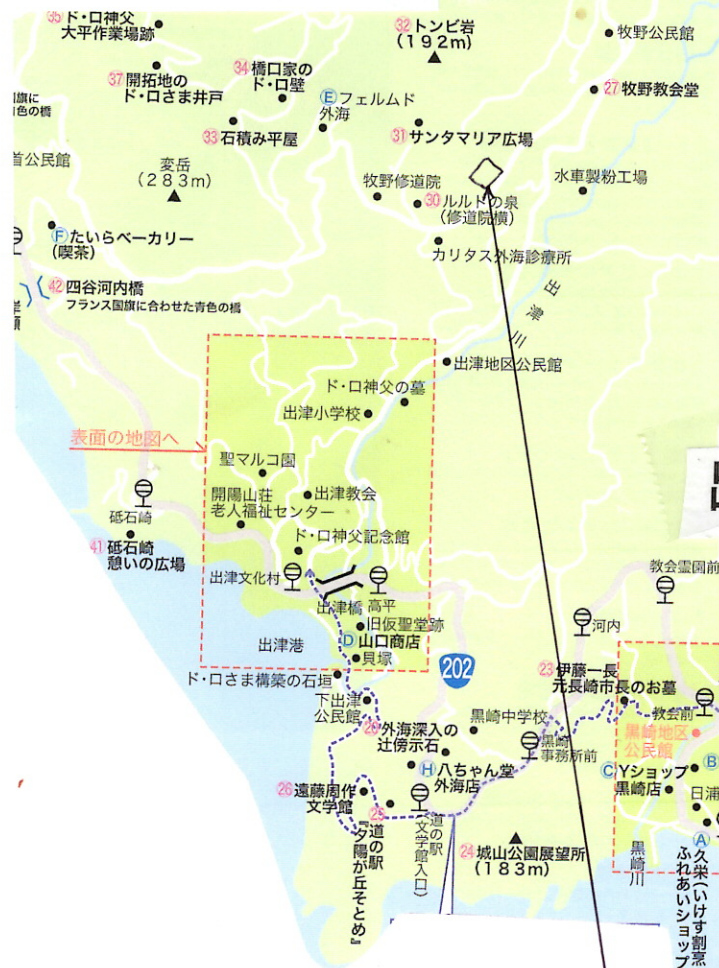 ㉟ド・ロ神父
大平作業場跡
㉜トンビ岩
(192m)
牧野公民館
㊲開拓地の
ド・ロさま井戸
㉞橋口家の
ド・ロ壁
Ⓔフェルムド
外海
㉗牧野教会堂
国旗に
青色の橋
㉝石積み平屋
㉛サンタマリア広場
首公民館
変岳
(283m)
牧野修道院
㉚ルルドの泉
(修道院横)
水車製粉工場
Ⓕたいらベーカリー
(喫茶)
カリタス外海診療所
㊷四谷河内橋
フランス国旗に合わせた青色の橋
出津川
出津地区公民館
ド・ロ神父の墓
出津小学校
表面の地図へ
聖マルコ園
開陽山荘
老人福祉センター
出津教会
砥石崎
㊶砥石崎
憩いの広場
ド・ロ神父記念館
出津文化村
教会霊園前
出津橋
高平
旧仮聖堂跡
河内
出津港
Ⓓ山口商店
貝塚
ド・ロさま構築の石垣
202
㉓伊藤一長
元長崎市長のお墓
下出津
公民館
教会前
㉖外海深入の
辻傍示石
黒崎中学校
黒崎
事務所前
黒崎地区
公民館
Ⓗ八ちゃん堂
外海店
ⒸYショップ
黒崎店
Ⓑ
㉖遠藤周作
文学館
日浦
㉕道の駅
『夕陽が丘そとめ』
道の駅
(文学館入口)
㉔城山公園展望所
(183m)
黒崎川
Ⓐ久栄(いけす割烹
ふれあいショップ